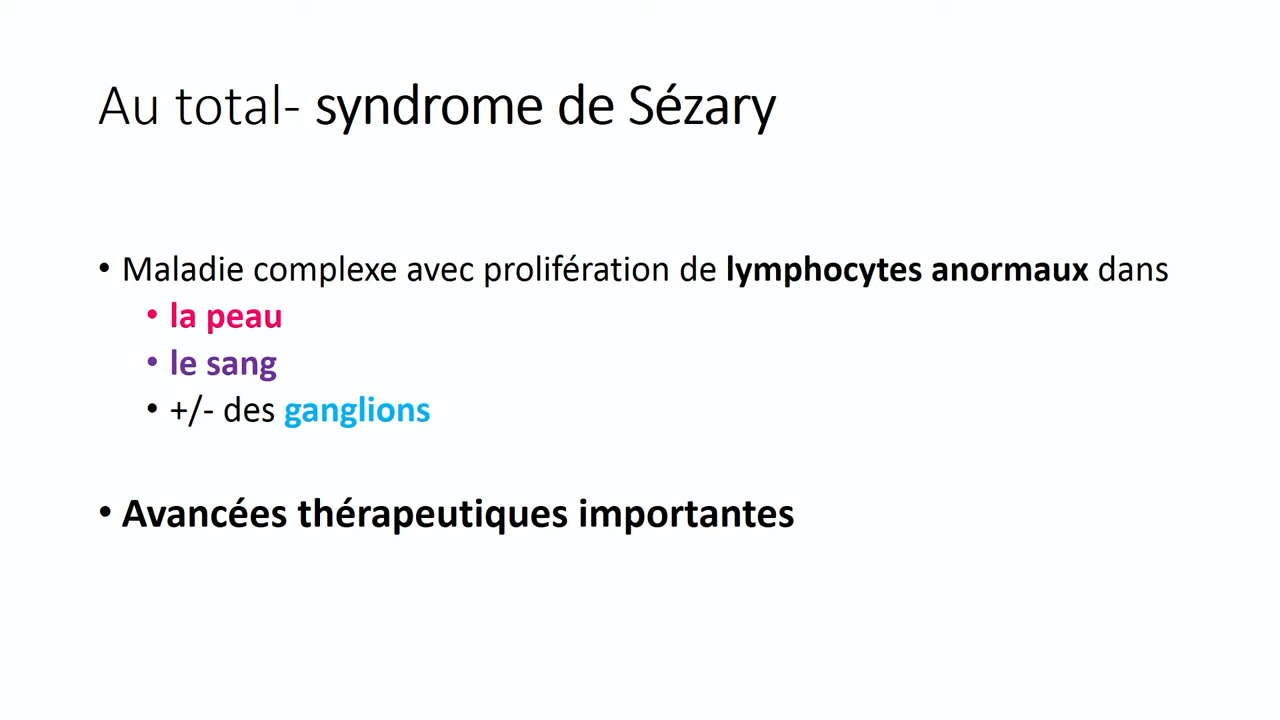 Au total- syndrome de Sézary
• Maladie complexe avec prolifération de lymphocytes anormaux dans
• la peau
• le sang
• +/- des ganglions
• Avancées thérapeutiques importantes